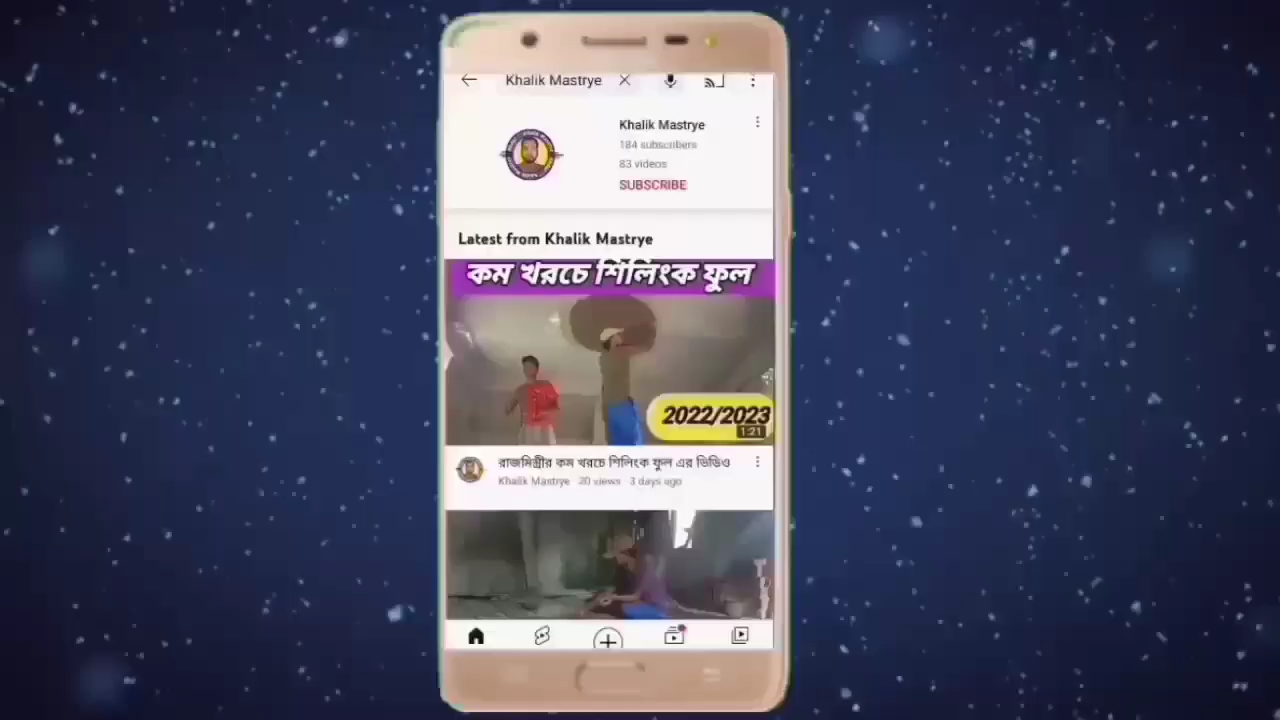 Khalik Mastrye
Khalik Mastrye
184 subscribers
83 videos
SUBSCRIBE
Latest from Khalik Mastrye
কম খরচে শিলিংক ফুল
2022/2023
1:21
রাজমিস্ত্রীর কম খরচে শিলিংক ফুল এর ভিডিও
Khalik Mastrye 20 views 3 days ago